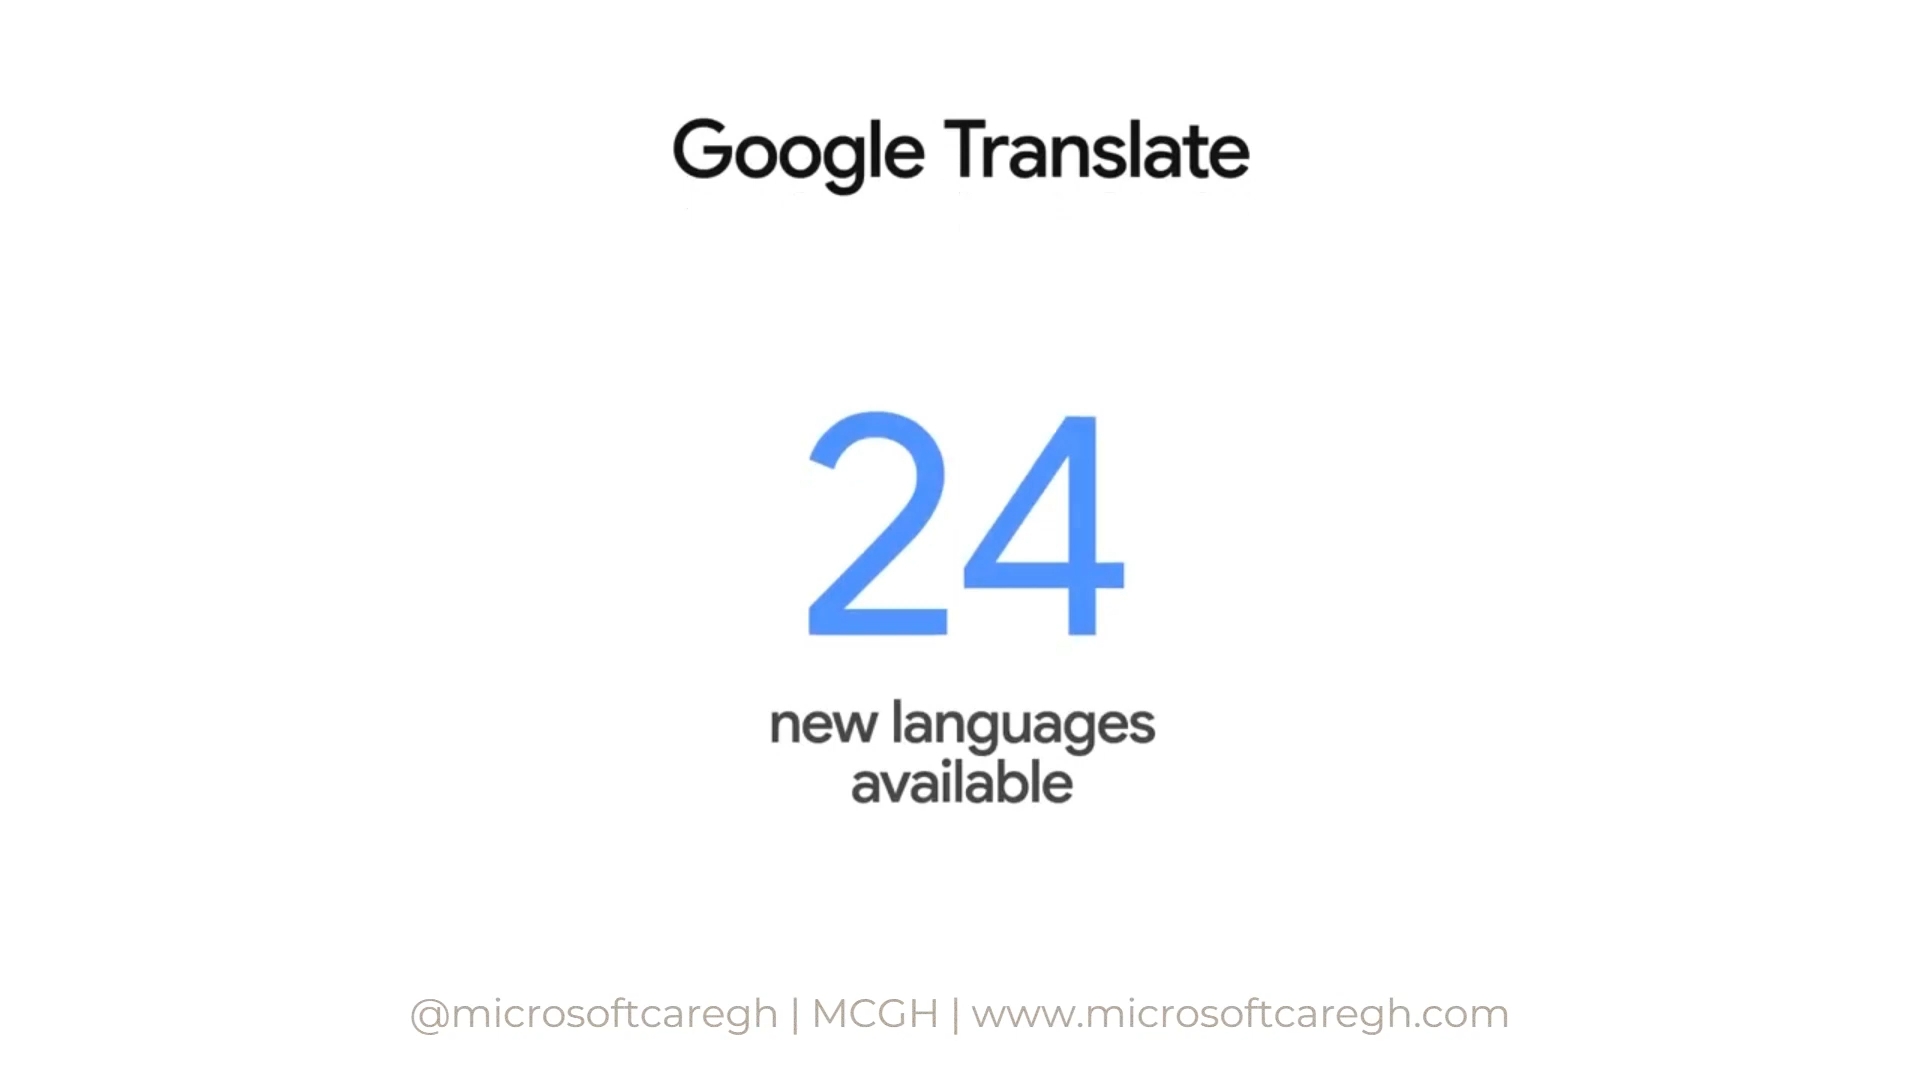 Google Translate
24
new languages
available
@microsoftcaregh | MCGH | www.microsoftcaregh.com